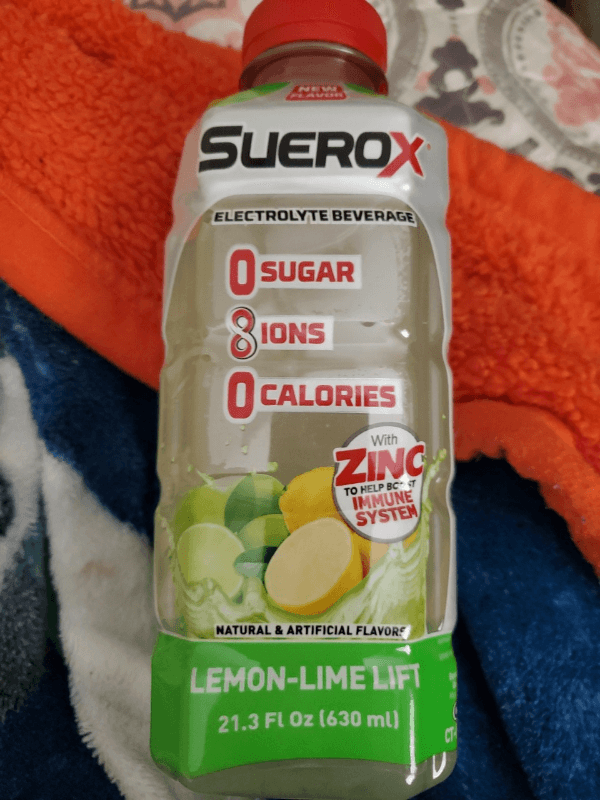 NEW
FLAVOR
SUEROX
ELECTROLYTE BEVERAGE
0 SUGAR
8 IONS
0 CALORIES
With
ZINC
TO HELP BOOST
IMMUNE
SYSTEM
NATURAL & ARTIFICIAL FLAVORS
LEMON-LIME LIFT
21.3 Fl Oz (630 ml)
CT-